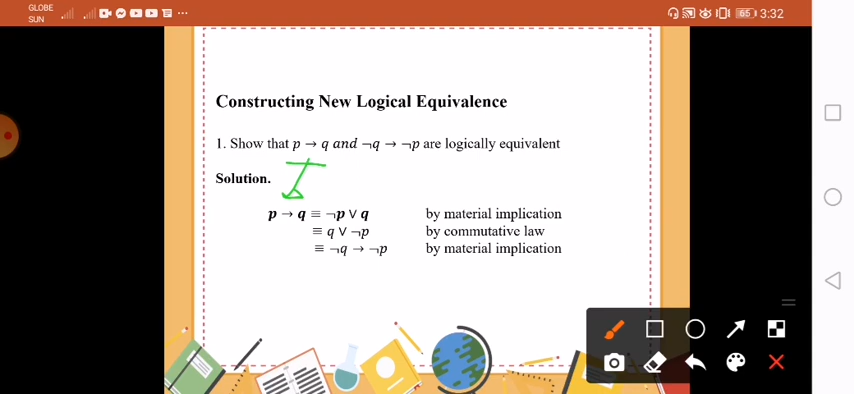 GLOBE
SUN
65 3:32
Constructing New Logical Equivalence
1. Show that p → q and ¬q → ¬p are logically equivalent
Solution.
p → q ≡ ¬p ∨ q by material implication
≡ q ∨ ¬p by commutative law
≡ ¬q → ¬p by material implication